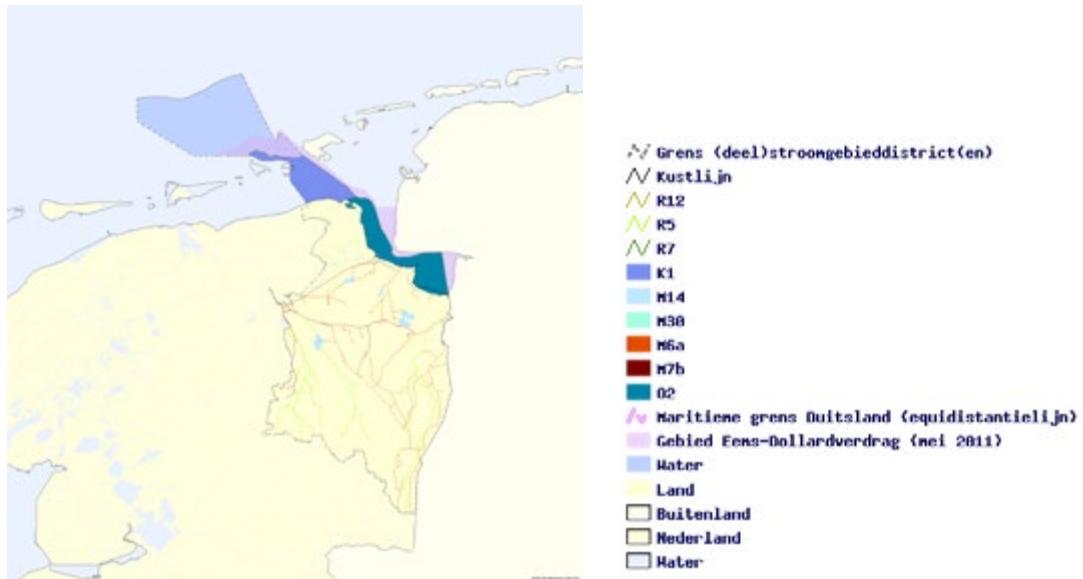 Grens (deel)stroomgebieddistrict(en)
Kustlijn
R12
R5
R7
K1
M14
M30
M6a
M7b
O2
Maritieme grens Duitsland (equidistantielijn)
Gebied Eems-Dollardverdrag (mei 2011)
Water
Land
Buitenland
Nederland
Water